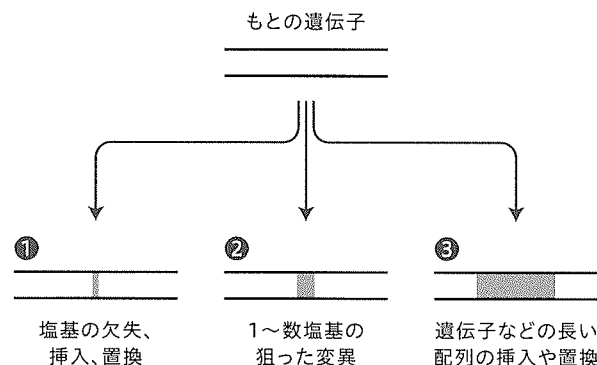 もとの遺伝子
❶
塩基の欠失、
挿入、置換
❷
1〜数塩基の
狙った変異
❸
遺伝子などの長い
配列の挿入や置換